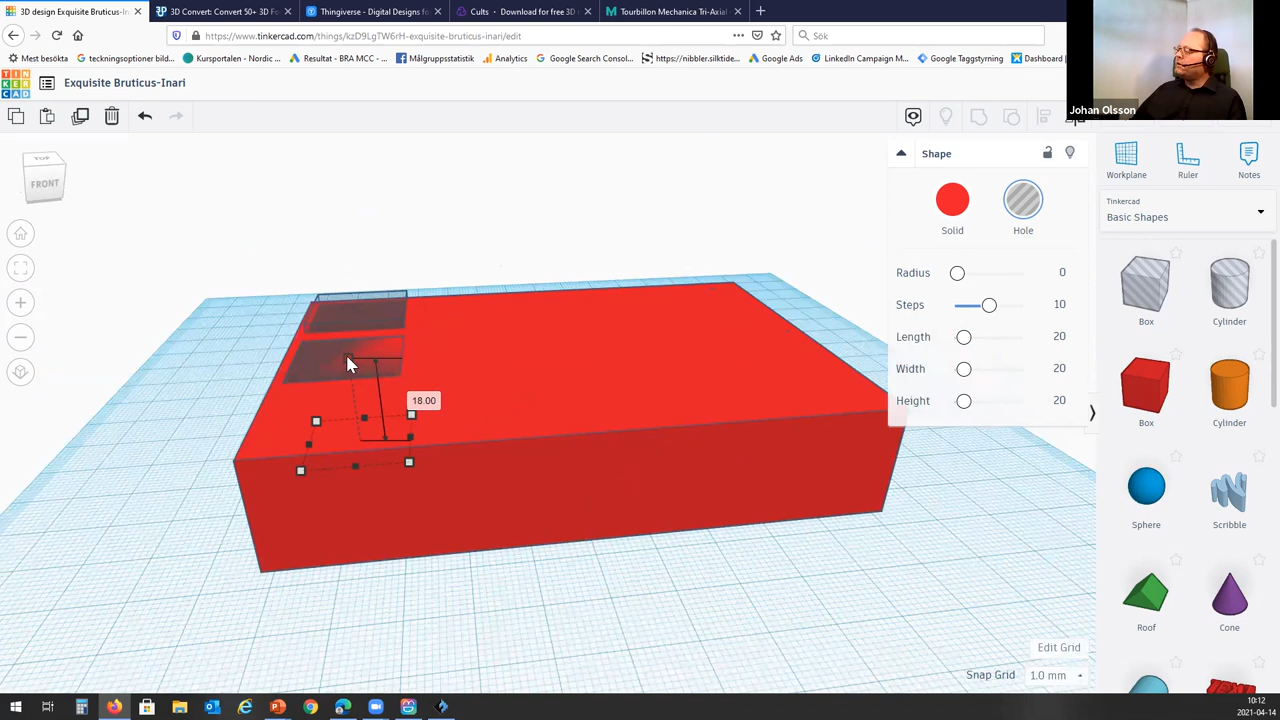 3D design Exquisite Bruticus-In
3D Convert: Convert 50+ 3D Fo
Thingiverse - Digital Designs fo
Cults · Download for free 3D
Tourbillon Mechanica Tri-Axial
https://www.tinkercad.com/things/kzD9LgTW6rH-exquisite-bruticus-inari/edit
Sök
Mest besökta
teckningsoptioner bild...
Kursportalen - Nordic ...
Resultat - BRA MCC - ...
Målgruppsstatistik
Analytics
Google Search Consol...
https://nibbler.silktide...
Google Ads
LinkedIn Campaign M...
Google Taggstyrning
Dashboard
TIN
KER
CAD
Exquisite Bruticus-Inari
Johan Olsson
TOP
FRONT
Shape
Solid
Hole
Radius 0
Steps 10
Length 20
Width 20
Height 20
Workplane
Ruler
Notes
Tinkercad
Basic Shapes
Box
Cylinder
Box
Cylinder
Sphere
Scribble
Roof
Cone
18.00
Edit Grid
Snap Grid 1.0 mm
10:12
2021-04-14